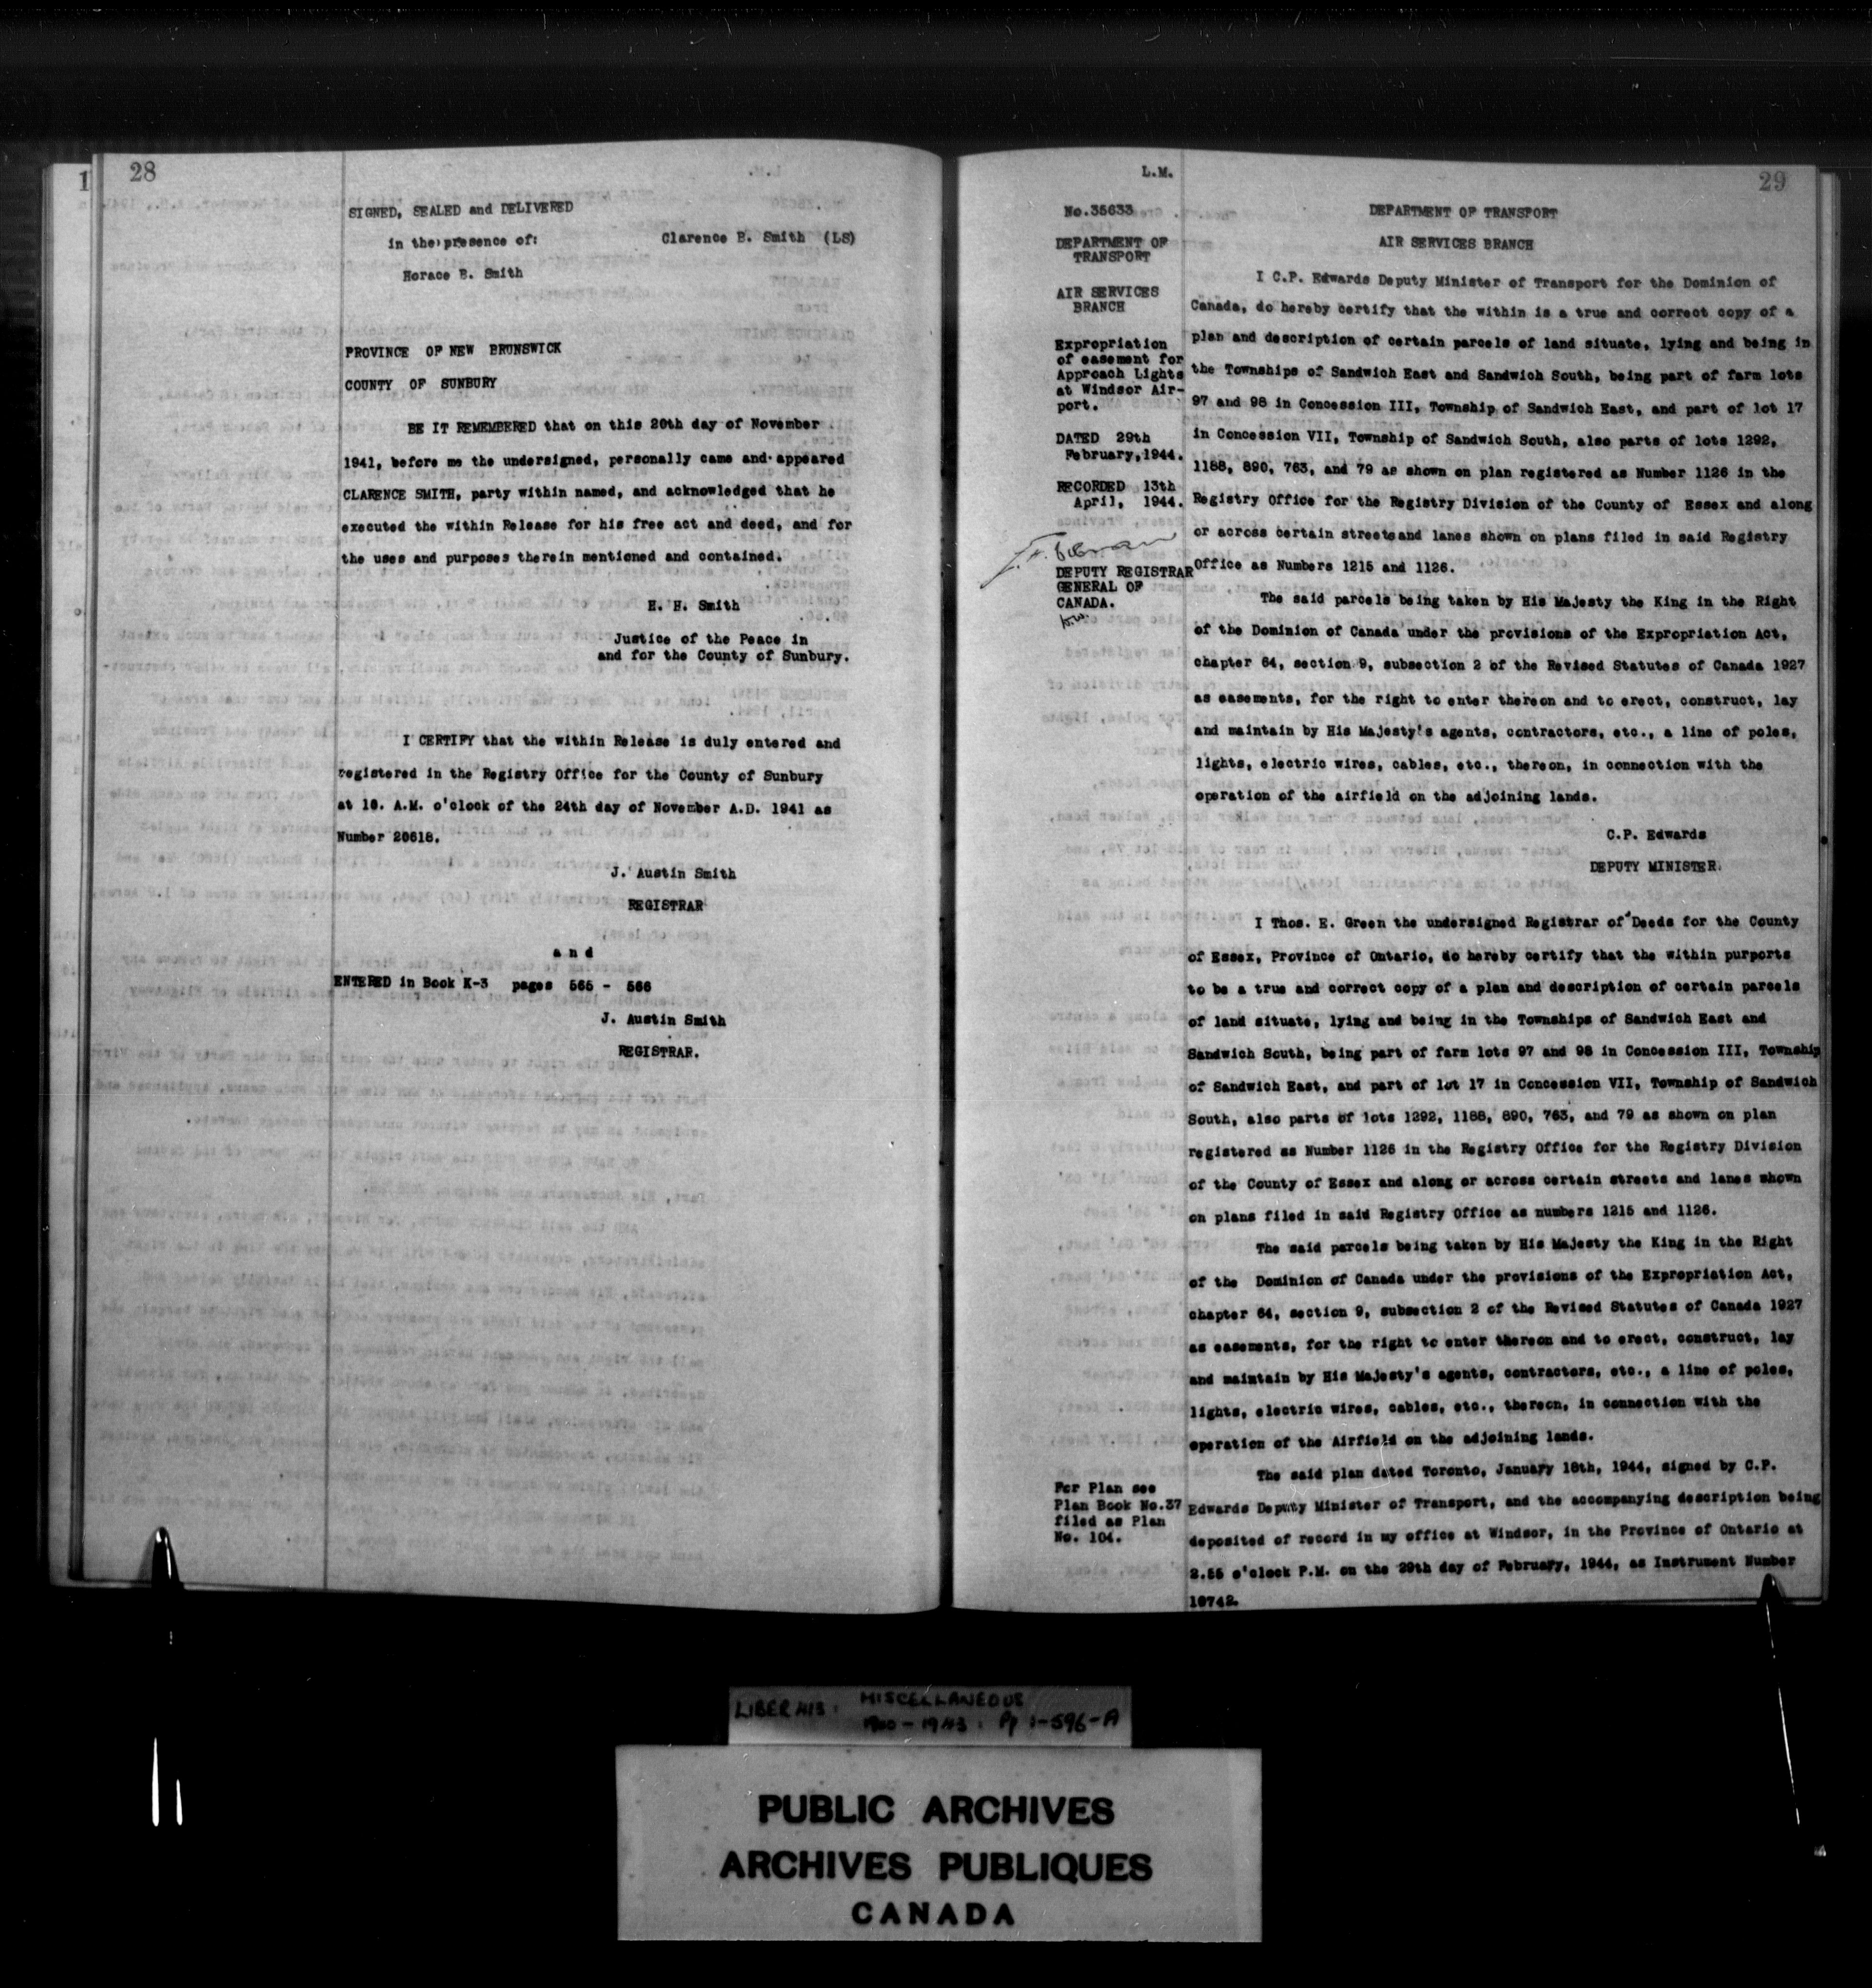 28
SIGNED, SEALED and DELIVERED
in the presence of: Clarence B. Smith (LS)
Horace B. Smith
PROVINCE OF NEW BRUNSWICK
COUNTY OF SUNBURY
BE IT REMEMBERED that on this 20th day of November
1941, before me the undersigned, personally came and appeared
CLARENCE SMITH, party within named, and acknowledged that he
executed the within Release for his free act and deed, and for
the uses and purposes therein mentioned and contained.
H. H. Smith
Justice of the Peace in
and for the County of Sunbury.
I CERTIFY that the within Release is duly entered and
registered in the Registry Office for the County of Sunbury
at 10. A.M. o'clock of the 24th day of November A.D. 1941 as
Number 20618.
J. Austin Smith
REGISTRAR
and
ENTERED in Book K-3 pages 565 - 566
J. Austin Smith
REGISTRAR.
L.M.
29
No.35633
DEPARTMENT OF
TRANSPORT
AIR SERVICES
BRANCH
Expropriation
of easement for
Approach Lights
at Windsor Air-
port.
DATED 29th
February,1944.
RECORDED 13th
April, 1944.
DEPUTY REGISTRAR
GENERAL OF
CANADA.
DEPARTMENT OF TRANSPORT
AIR SERVICES BRANCH
I C.P. Edwards Deputy Minister of Transport for the Dominion of
Canada, do hereby certify that the within is a true and correct copy of a
plan and description of certain parcels of land situate, lying and being in
the Townships of Sandwich East and Sandwich South, being part of farm lots
97 and 98 in Concession III, Township of Sandwich East, and part of lot 17
in Concession VII, Township of Sandwich South, also parts of lots 1292,
1188, 890, 763, and 79 as shown on plan registered as Number 1126 in the
Registry Office for the Registry Division of the County of Essex and along
or across certain streetsand lanes shown on plans filed in said Registry
Office as Numbers 1215 and 1126.
The said parcels being taken by His Majesty the King in the Right
of the Dominion of Canada under the provisions of the Expropriation Act,
chapter 64, section 9, subsection 2 of the Revised Statutes of Canada 1927
as easements, for the right to enter thereon and to erect, construct, lay
and maintain by His Majesty's agents, contractors, etc., a line of poles,
lights, electric wires, cables, etc., thereon, in connection with the
operation of the airfield on the adjoining lands.
C.P. Edwards
DEPUTY MINISTER.
I Thos. E. Green the undersigned Registrar of Deeds for the County
of Essex, Province of Ontario, do hereby certify that the within purports
to be a true and correct copy of a plan and description of certain parcels
of land situate, lying and being in the Townships of Sandwich East and
Sandwich South, being part of farm lots 97 and 98 in Concession III, Township
of Sandwich East, and part of lot 17 in Concession VII, Township of Sandwich
South, also parts of lots 1292, 1188, 890, 763, and 79 as shown on plan
registered as Number 1126 in the Registry Office for the Registry Division
of the County of Essex and along or across certain streets and lanes shown
on plans filed in said Registry Office as numbers 1215 and 1126.
The said parcels being taken by His Majesty the King in the Right
of the Dominion of Canada under the provisions of the Expropriation Act,
chapter 64, section 9, subsection 2 of the Revised Statutes of Canada 1927
as easements, for the right to enter thereon and to erect, construct, lay
and maintain by His Majesty's agents, contractors, etc., a line of poles,
lights, electric wires, cables, etc., thereon, in connection with the
operation of the Airfield on the adjoining lands.
The said plan dated Toronto, January 18th, 1944, signed by C.P.
Edwards Deputy Minister of Transport, and the accompanying description being
deposited of record in my office at Windsor, in the Province of Ontario at
2.55 o'clock P.M. on the 29th day of February, 1944, as Instrument Number
10742.
For Plan see
Plan Book No.37
filed as Plan
No. 104.
LIBER 413: MISCELLANEOUS
1940-1943: Pp 1-596-A
PUBLIC ARCHIVES
ARCHIVES PUBLIQUES
CANADA